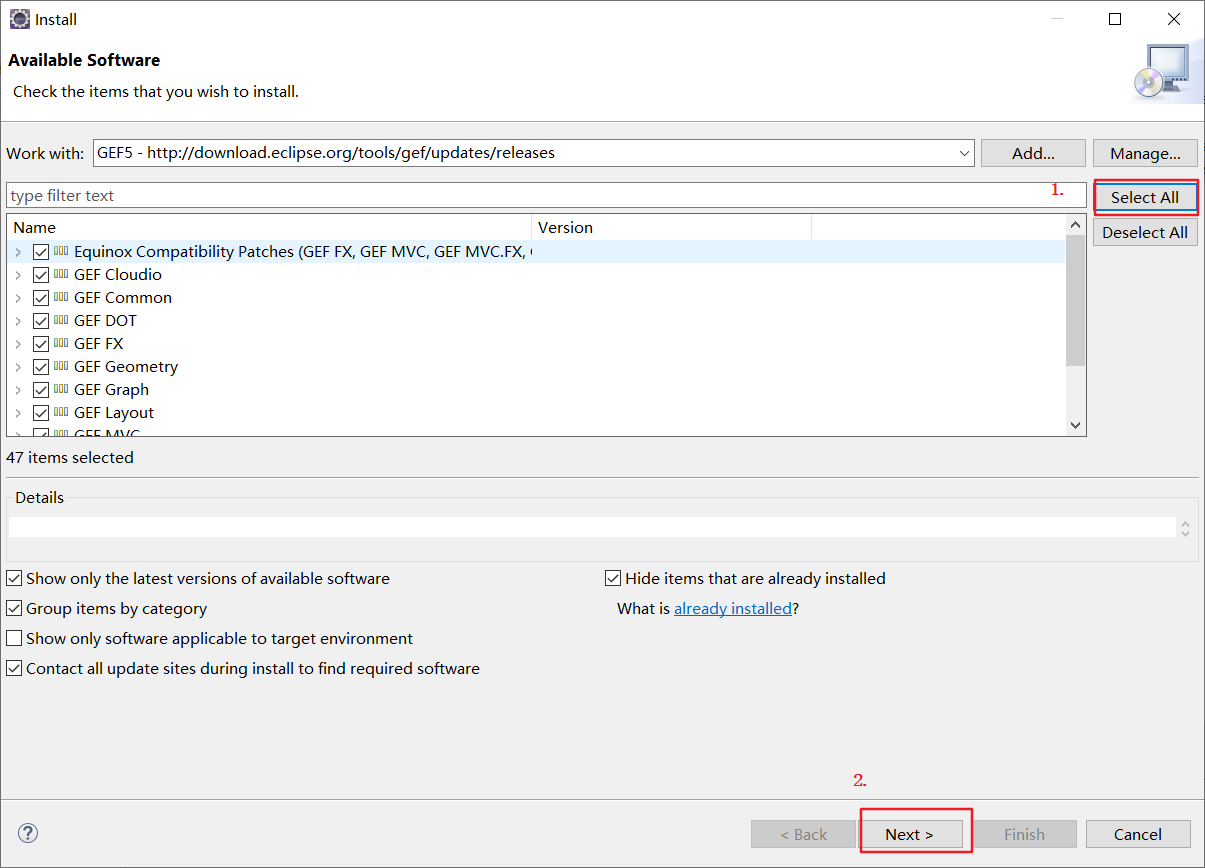 Install
Available Software
Check the items that you wish to install.
Work with: GEF5 - http://download.eclipse.org/tools/gef/updates/releases Add... Manage...
type filter text 1. Select All
Name Version
Deselect All
Equinox Compatibility Patches (GEF FX, GEF MVC, GEF MVC.FX,
GEF Cloudio
GEF Common
GEF DOT
GEF FX
GEF Geometry
GEF Graph
GEF Layout
GEF MVC
47 items selected
Details
Show only the latest versions of available software Hide items that are already installed
Group items by category What is already installed?
Show only software applicable to target environment
Contact all update sites during install to find required software
2.
? < Back Next > Finish Cancel